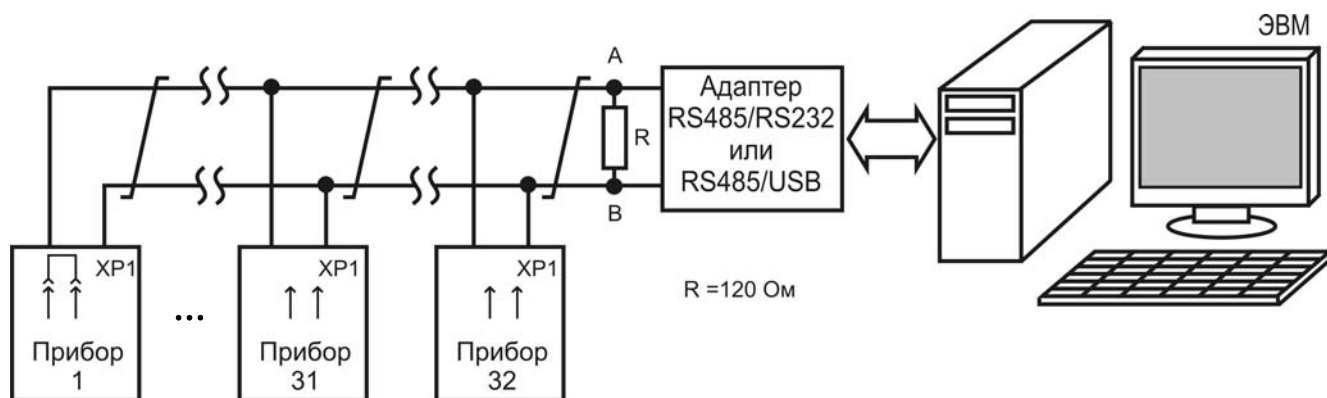 ЭВМ
A
Адаптер
RS485/RS232
или
RS485/USB
R
B
XP1
XP1
XP1
R =120 Ом
...
Прибор
1
Прибор
31
Прибор
32